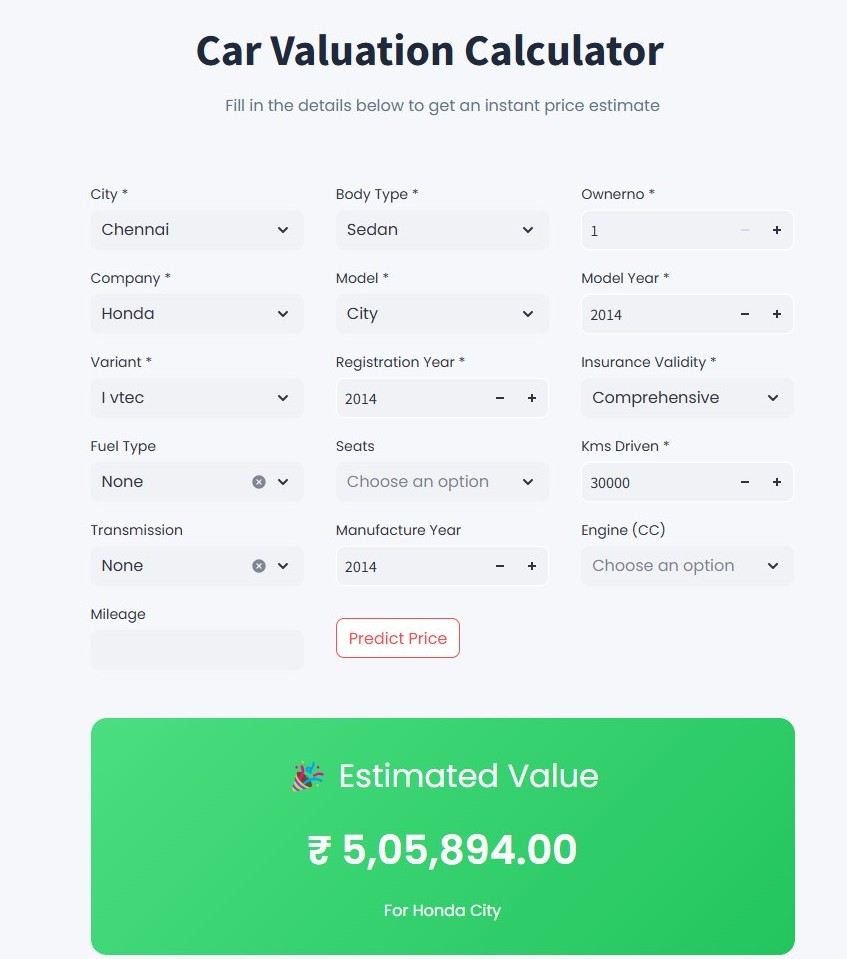 Car Valuation Calculator
Fill in the details below to get an instant price estimate
City * Body Type * Ownerno *
Chennai Sedan 1
Company * Model * Model Year *
Honda City 2014
Variant * Registration Year * Insurance Validity *
I vtec 2014 Comprehensive
Fuel Type Seats Kms Driven *
None Choose an option 30000
Transmission Manufacture Year Engine (CC)
None 2014 Choose an option
Mileage
Predict Price
Estimated Value
₹ 5,05,894.00
For Honda City